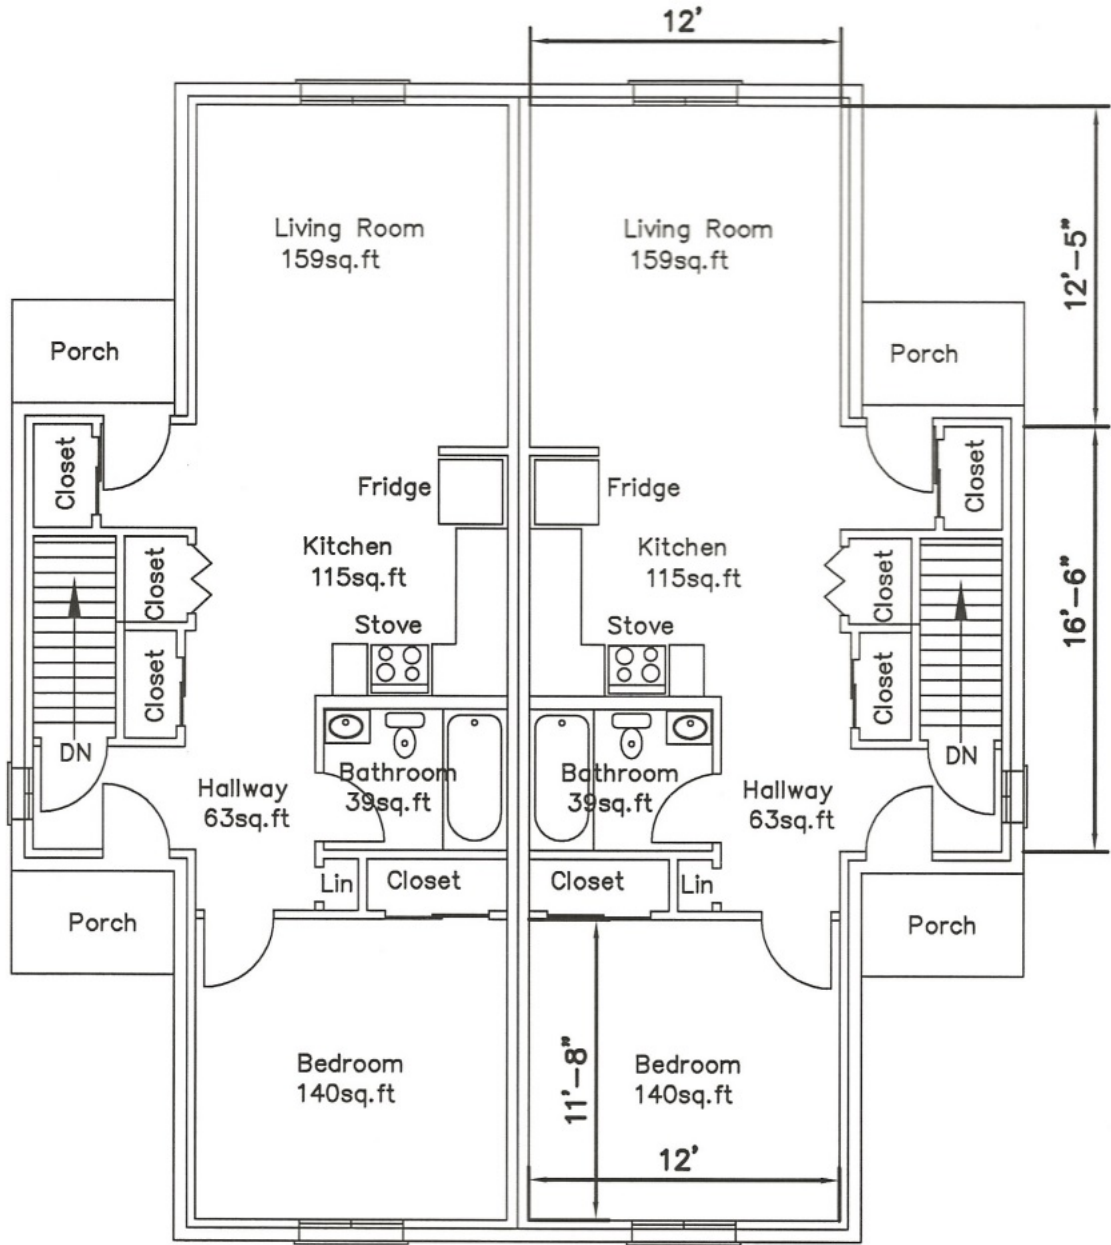 12'
Living Room
159sq.ft
Living Room
159sq.ft
12'-5"
Porch
Porch
Closet
Closet
Fridge
Fridge
Kitchen
115sq.ft
Kitchen
115sq.ft
Closet
Closet
16'-6"
Stove
Stove
Closet
Closet
DN
DN
Bathroom
39sq.ft
Bathroom
39sq.ft
Hallway
63sq.ft
Hallway
63sq.ft
Lin
Closet
Closet
Lin
Porch
Porch
Bedroom
140sq.ft
11'-8"
Bedroom
140sq.ft
12'